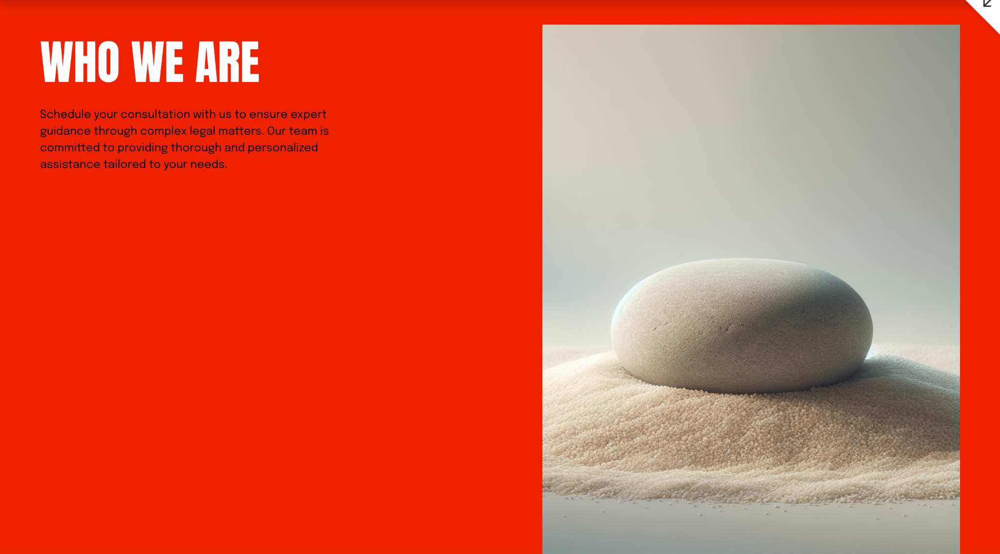 WHO WE ARE
Schedule your consultation with us to ensure expert
guidance through complex legal matters. Our team is
committed to providing thorough and personalized
assistance tailored to your needs.